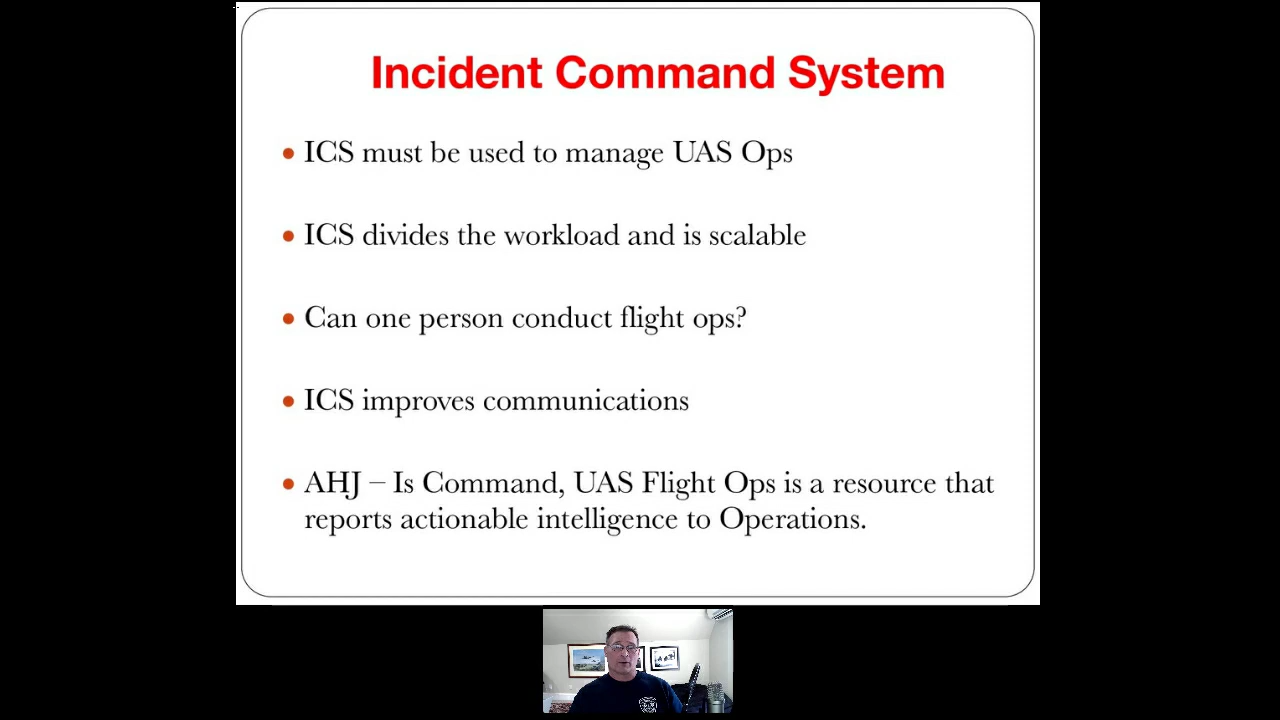 Incident Command System
• ICS must be used to manage UAS Ops
• ICS divides the workload and is scalable
• Can one person conduct flight ops?
• ICS improves communications
• AHJ – Is Command, UAS Flight Ops is a resource that
reports actionable intelligence to Operations.